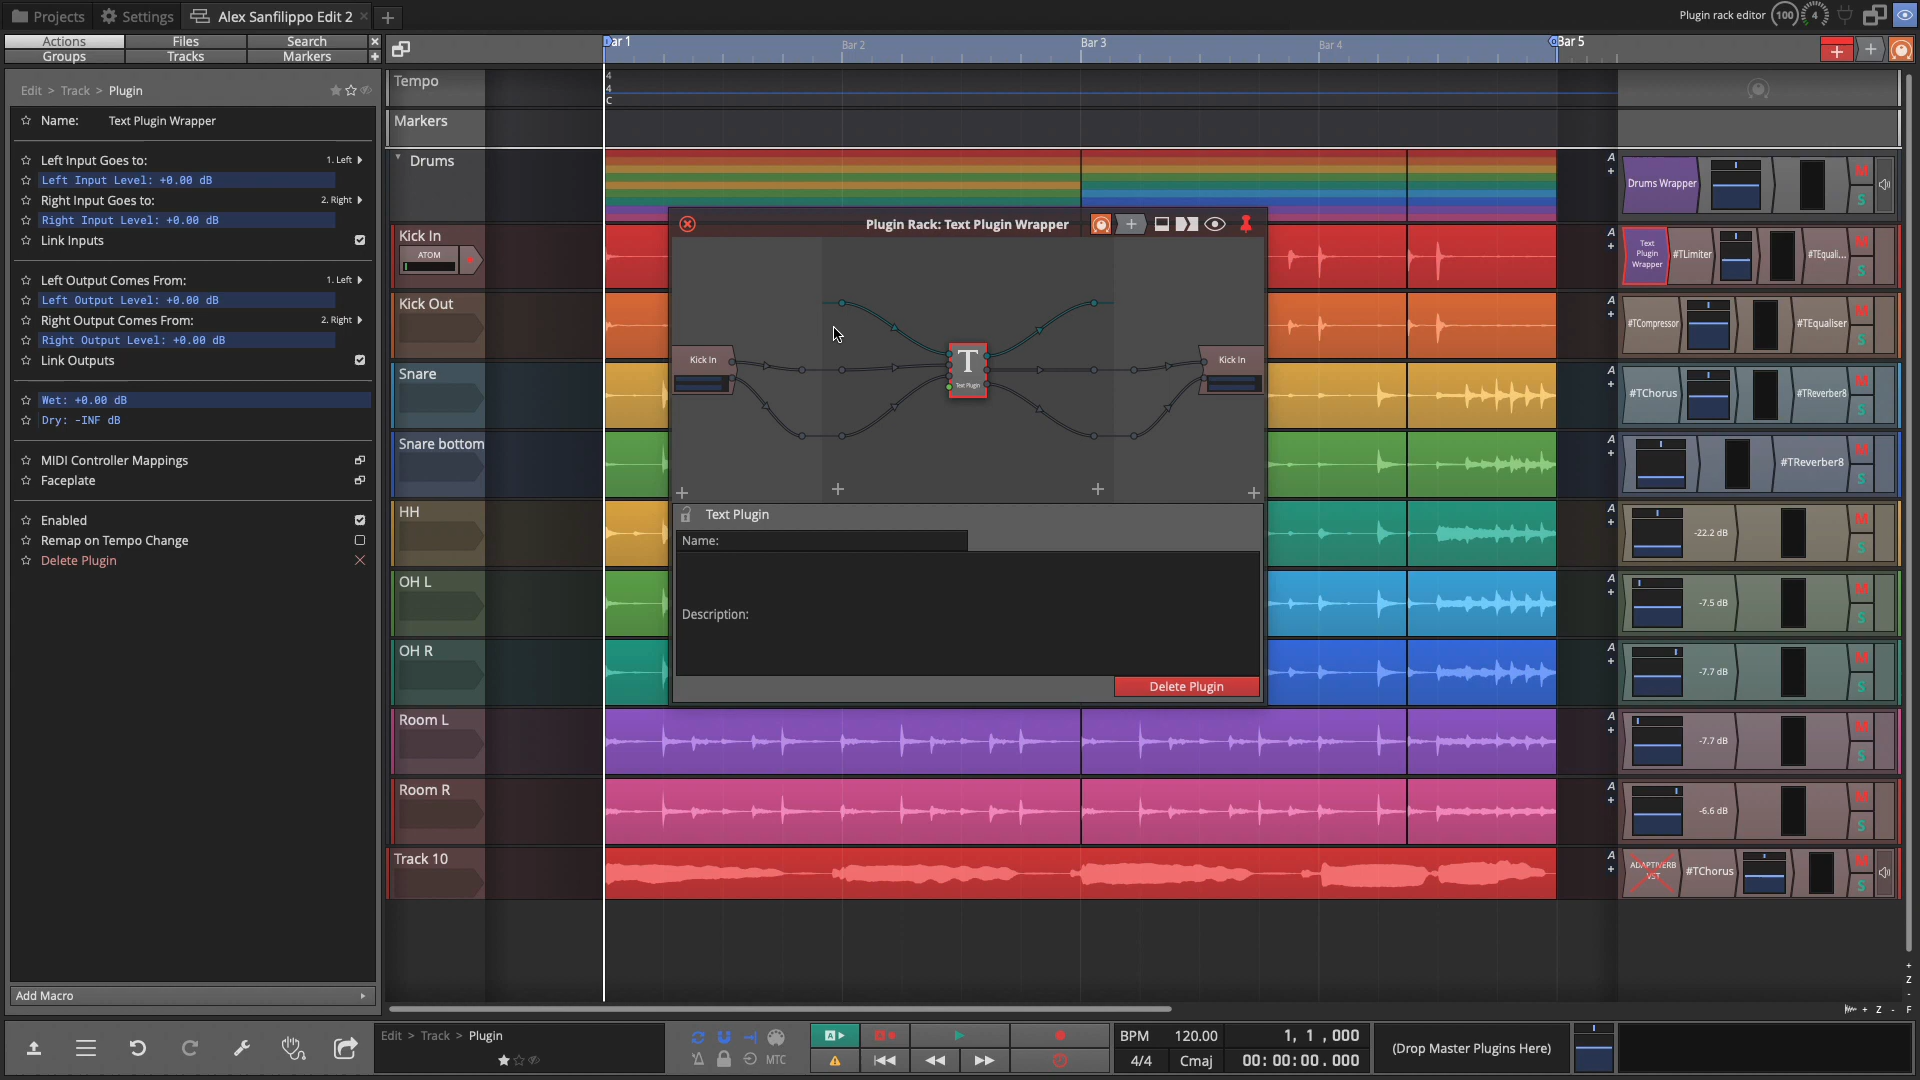 Projects
Settings
Alex Sanfilippo Edit 2
Plugin rack editor
100
4
Actions
Files
Search
Groups
Tracks
Markers
Edit > Track > Plugin
Name: Text Plugin Wrapper
Left Input Goes to: 1. Left
Left Input Level: +0.00 dB
Right Input Goes to: 2. Right
Right Input Level: +0.00 dB
Link Inputs
Left Output Comes From: 1. Left
Left Output Level: +0.00 dB
Right Output Comes From: 2. Right
Right Output Level: +0.00 dB
Link Outputs
Wet: +0.00 dB
Dry: -INF dB
MIDI Controller Mappings
Faceplate
Enabled
Remap on Tempo Change
Delete Plugin
Add Macro
Bar 2
Bar 3
Bar 4
Bar 5
Tempo
4
4
C
Markers
Drums
A
Drums Wrapper
M
S
Kick In
ATOM
A
Text
Plugin
Wrapper
#TLimiter
#TEquali...
M
S
Kick Out
A
#TCompressor
#TEqualiser
M
S
Snare
A
#TChorus
#TReverber8
M
S
Snare bottom
A
#TReverber8
M
S
HH
A
-22.2 dB
M
S
OH L
A
-7.5 dB
M
S
OH R
A
-7.7 dB
M
S
Room L
A
-7.7 dB
M
S
Room R
A
-6.6 dB
M
S
Track 10
A
ADAPTIVERB
VST
#TChorus
M
S
Plugin Rack: Text Plugin Wrapper
Kick In
T
Text Plugin
Kick In
Text Plugin
Name:
Description:
Delete Plugin
Z
F
Z
Edit > Track > Plugin
MTC
A
BPM 120.00
4/4 Cmaj
1, 1 ,000
00: 00: 00 .000
(Drop Master Plugins Here)